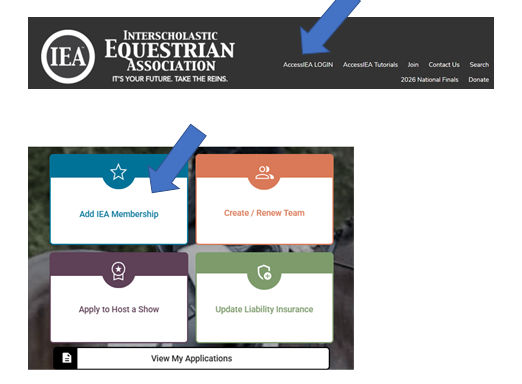 IEA
INTERSCHOLASTIC
EQUESTRIAN
ASSOCIATION
IT'S YOUR FUTURE. TAKE THE REINS.
AccessIEA LOGIN AccessIEA Tutorials Join Contact Us Search
2026 National Finals Donate
Add IEA Membership
Create / Renew Team
Apply to Host a Show
Update Liability Insurance
View My Applications